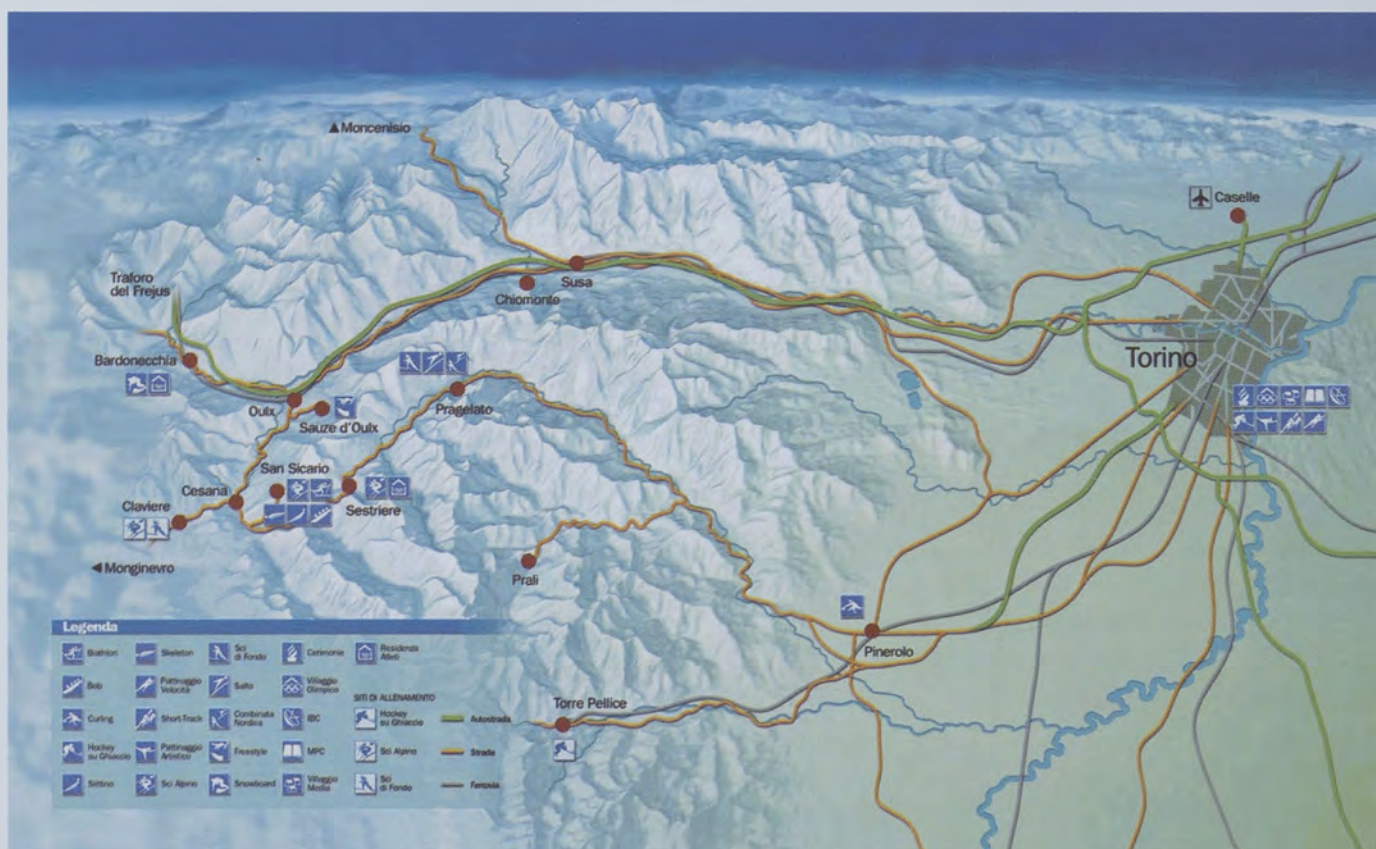 Moncenisio
Caselle
Traforo
del Frejus
Susa
Chiomonte
Torino
Bardonecchia
Oulx
Sauze d'Oulx
Pragelato
San Sicario
Cesana
Sestriere
Claviere
Monginevro
Prali
Pinerolo
Torre Pellice
Legenda
Biathlon
Skeleton
Sci
di Fondo
Cerimonie
Residenza
Atleti
Bob
Pattinaggio
Velocità
Salto
Villaggio
Olimpico
SITI DI ALLENAMENTO
Curling
Short-Track
Combinata
Nordica
IBC
Hockey
su Ghiaccio
Autostrada
Hockey
su Ghiaccio
Pattinaggio
Artistico
Freestyle
MPC
Sci Alpino
Strada
Slittino
Sci Alpino
Snowboard
Villaggio
Media
Sci
di Fondo
Ferrovia